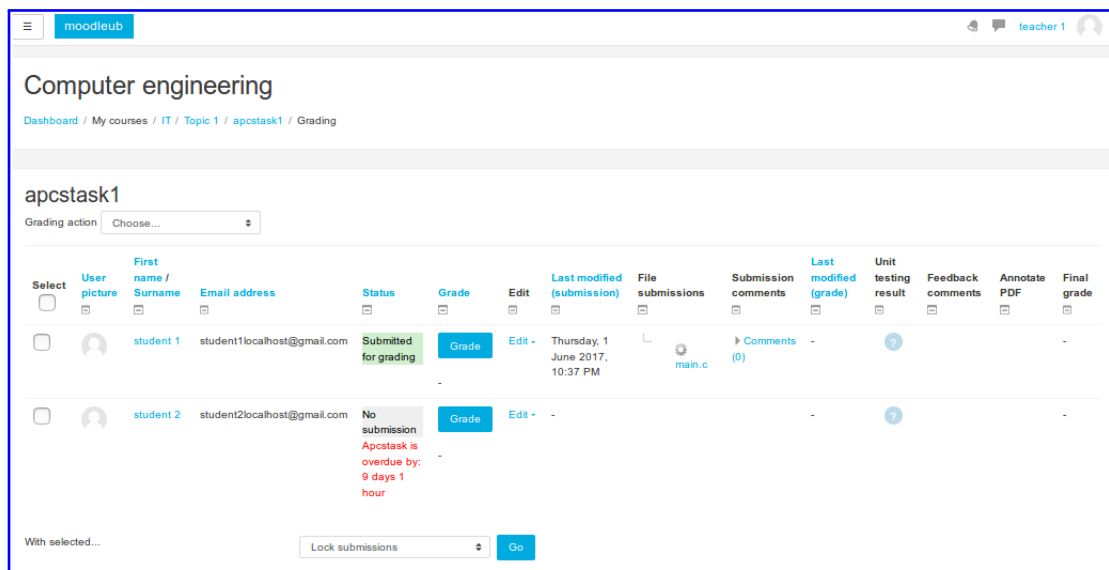 ☰ moodleub teacher 1
Computer engineering
Dashboard / My courses / IT / Topic 1 / apcstask1 / Grading
apcstask1
Grading action Choose...
Select
User picture
First name / Surname
Email address
Status
Grade
Edit
Last modified (submission)
File submissions
Submission comments
Last modified (grade)
Unit testing result
Feedback comments
Annotate PDF
Final grade
student 1
student1localhost@gmail.com
Submitted for grading
Grade
-
Edit
Thursday, 1 June 2017, 10:37 PM
main.c
Comments (0)
-
?
-
student 2
student2localhost@gmail.com
No submission
Apcstask is overdue by: 9 days 1 hour
Grade
-
Edit
-
-
?
-
With selected... Lock submissions Go